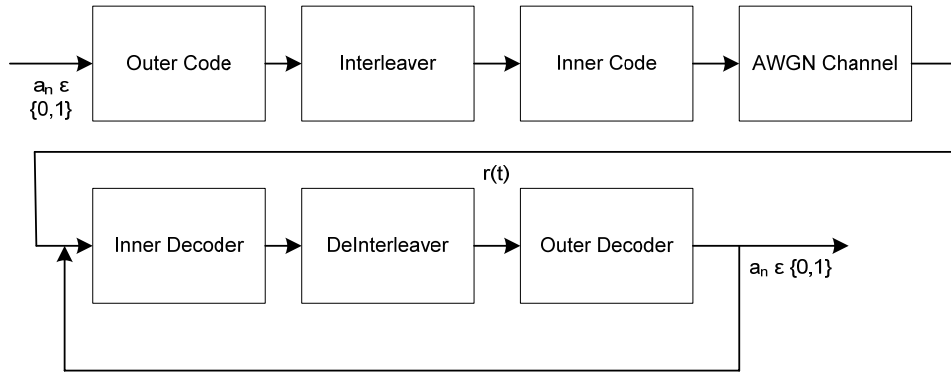 Outer Code
Interleaver
Inner Code
AWGN Channel
aₙ ε
{0,1}
r(t)
Inner Decoder
DeInterleaver
Outer Decoder
aₙ ε {0,1}